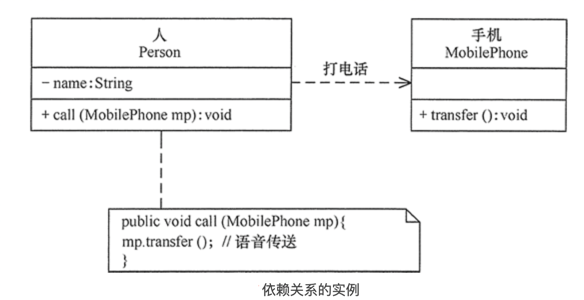 人
Person
- name:String
+ call (MobilePhone mp):void
打电话
手机
MobilePhone
+ transfer ():void
public void call (MobilePhone mp){
mp.transfer (); // 语音传送
}
依赖关系的实例